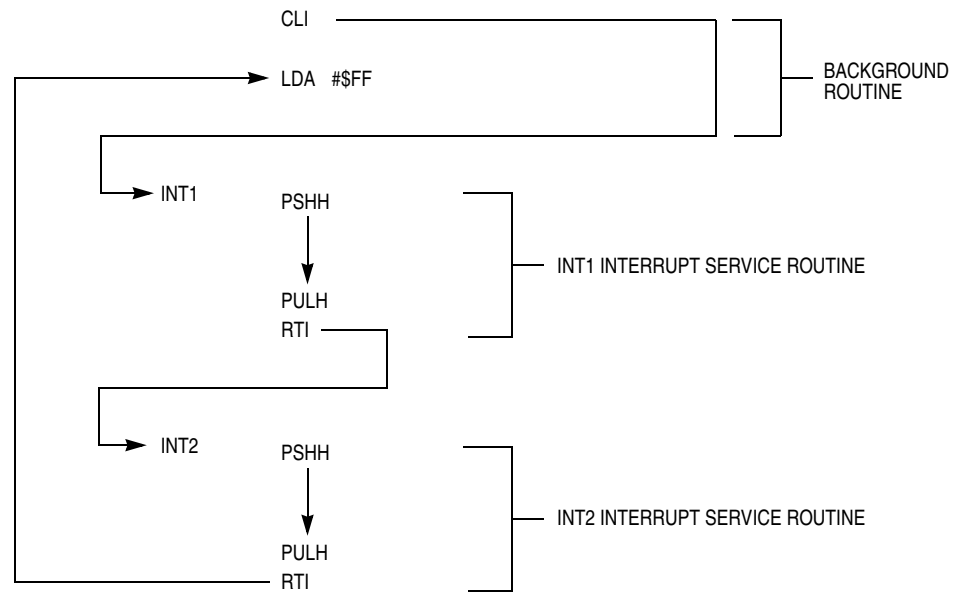 CLI
LDA #$FF
BACKGROUND
ROUTINE
INT1
PSHH
INT1 INTERRUPT SERVICE ROUTINE
PULH
RTI
INT2
PSHH
INT2 INTERRUPT SERVICE ROUTINE
PULH
RTI